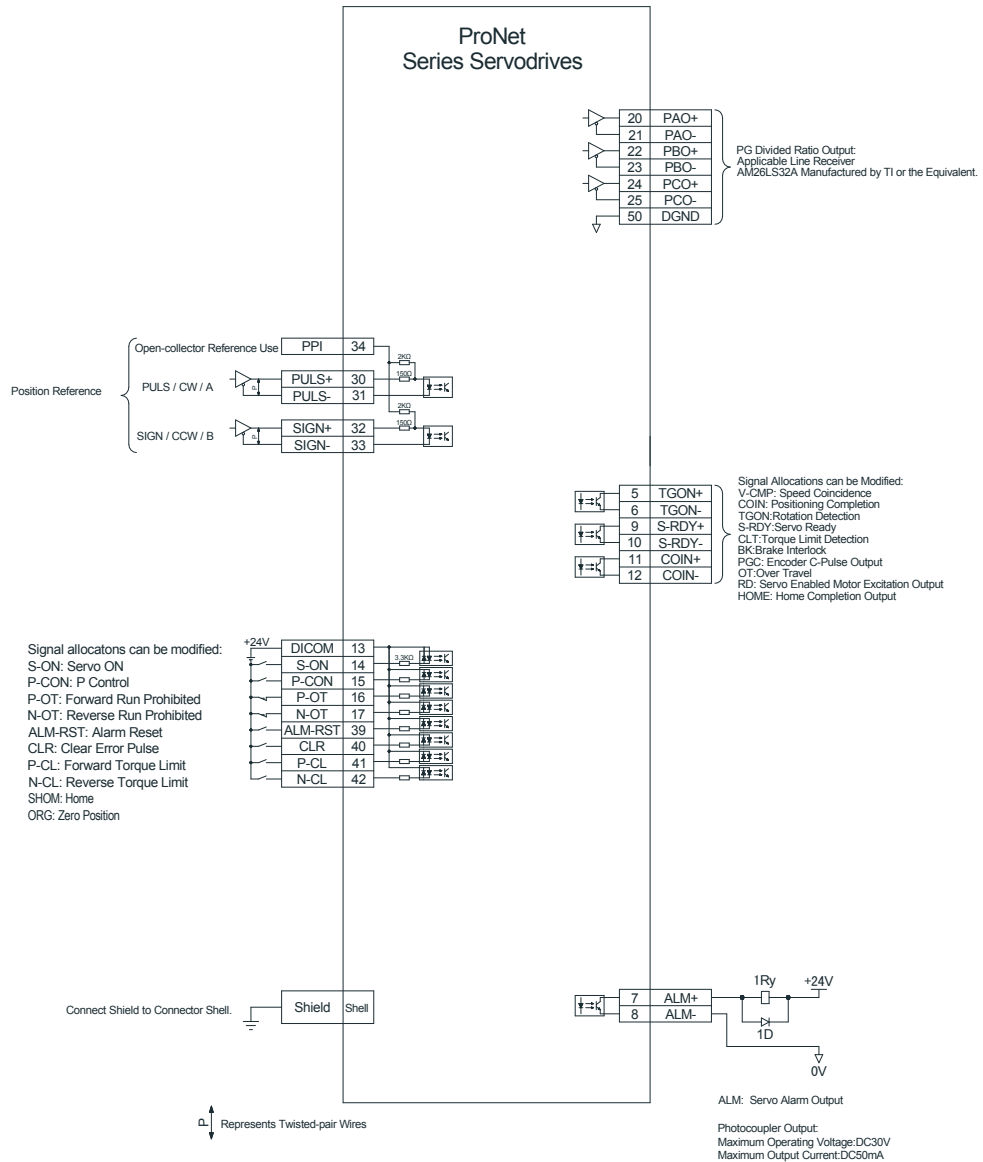 ProNet
Series Servodrives
20 PAO+
21 PAO-
22 PBO+
23 PBO-
24 PCO+
25 PCO-
50 DGND
PG Divided Ratio Output:
Applicable Line Receiver
AM26LS32A Manufactured by TI or the Equivalent.
Position Reference
Open-collector Reference Use PPI 34
2KΩ
150Ω
PULS / CW / A P PULS+ 30
PULS- 31
2KΩ
150Ω
SIGN / CCW / B P SIGN+ 32
SIGN- 33
5 TGON+
6 TGON-
9 S-RDY+
10 S-RDY-
11 COIN+
12 COIN-
Signal Allocations can be Modified:
V-CMP: Speed Coincidence
COIN: Positioning Completion
TGON:Rotation Detection
S-RDY:Servo Ready
CLT:Torque Limit Detection
BK:Brake Interlock
PGC: Encoder C-Pulse Output
OT:Over Travel
RD: Servo Enabled Motor Excitation Output
HOME: Home Completion Output
Signal allocatons can be modified:
S-ON: Servo ON
P-CON: P Control
P-OT: Forward Run Prohibited
N-OT: Reverse Run Prohibited
ALM-RST: Alarm Reset
CLR: Clear Error Pulse
P-CL: Forward Torque Limit
N-CL: Reverse Torque Limit
SHOM: Home
ORG: Zero Position
+24V
DICOM 13
S-ON 14
3.3KΩ
P-CON 15
P-OT 16
N-OT 17
ALM-RST 39
CLR 40
P-CL 41
N-CL 42
Connect Shield to Connector Shell. Shield Shell
7 ALM+
8 ALM-
1Ry
+24V
1D
0V
ALM: Servo Alarm Output
P Represents Twisted-pair Wires
Photocoupler Output:
Maximum Operating Voltage:DC30V
Maximum Output Current:DC50mA